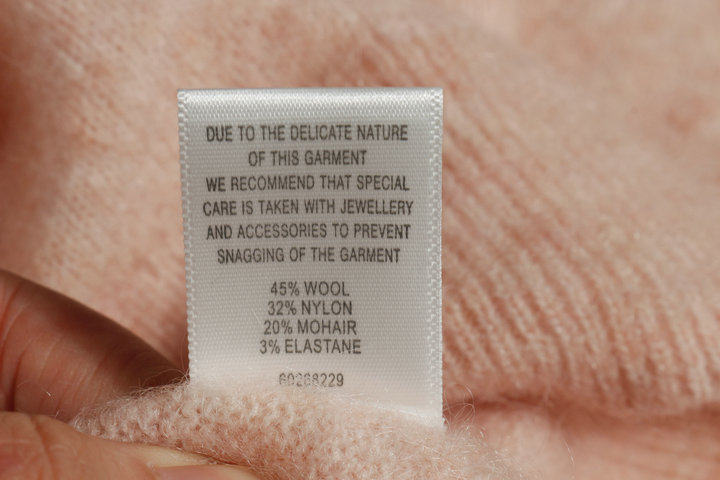 DUE TO THE DELICATE NATURE
OF THIS GARMENT
WE RECOMMEND THAT SPECIAL
CARE IS TAKEN WITH JEWELLERY
AND ACCESSORIES TO PREVENT
SNAGGING OF THE GARMENT
45% WOOL
32% NYLON
20% MOHAIR
3% ELASTANE
60268229